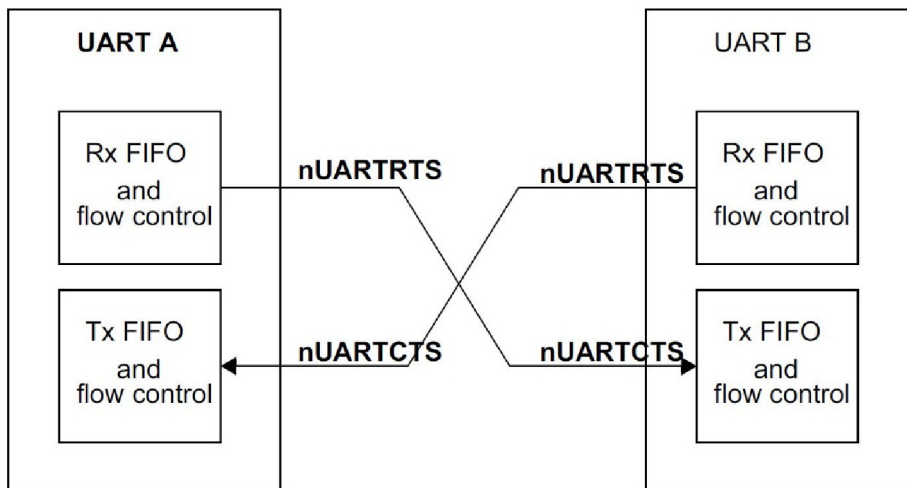 UART A
UART B
Rx FIFO
and
flow control
nUARTRTS
nUARTRTS
Rx FIFO
and
flow control
Tx FIFO
and
flow control
nUARTCTS
nUARTCTS
Tx FIFO
and
flow control